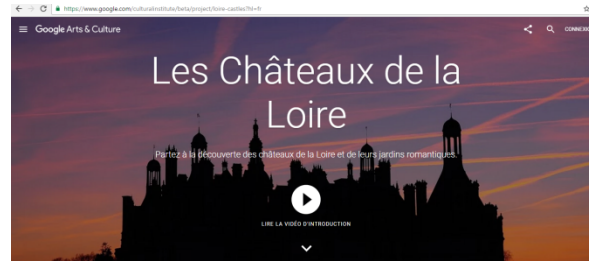 https://www.google.com/culturalinstitute/beta/project/loire-castles?hl=fr
Google Arts & Culture
CONNEXIO
Les Châteaux de la
Loire
Partez à la découverte des châteaux de la Loire et de leurs jardins romantiques.
LIRE LA VIDÉO D'INTRODUCTION